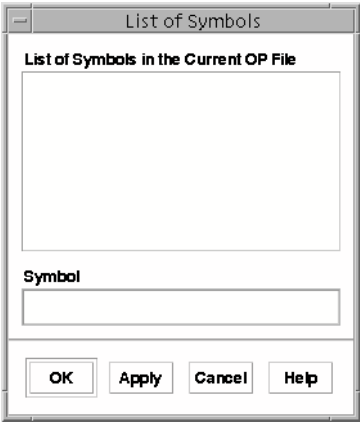 List of Symbols
List of Symbols in the Current OP File
Symbol
OK Apply Cancel Help